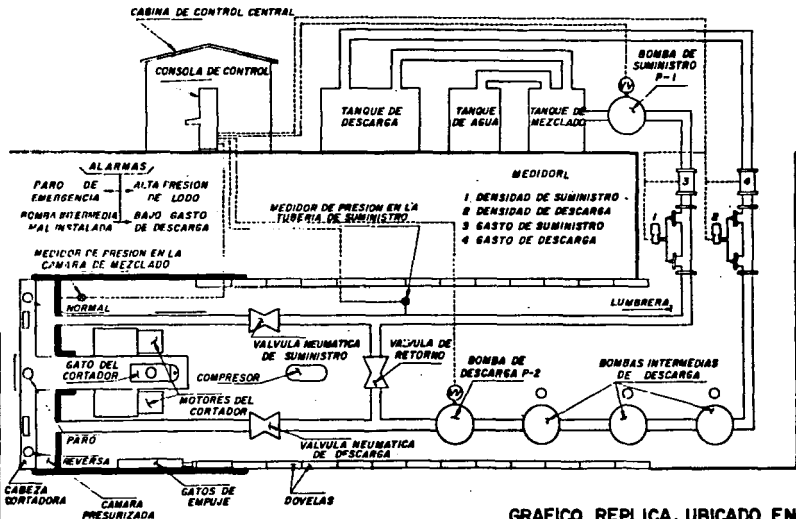 CABINA DE CONTROL CENTRAL
CONSOLA DE CONTROL
TANQUE DE
DESCARGA
TANQUE
DE AGUA
TANQUE DE
MEZCLADO
BOMBA DE
SUMINISTRO
P-1
ALARMAS
PARO DE
EMERGENCIA
ALTA PRESION
DE LODO
BOMBA INTERMEDIA
MAL INSTALADA
BAJO GASTO
DE DESCARGA
MEDIDOR DE PRESION EN LA
TUBERIA DE SUMINISTRO
MEDIDOR
1 DENSIDAD DE SUMINISTRO
2 DENSIDAD DE DESCARGA
3 GASTO DE SUMINISTRO
4 GASTO DE DESCARGA
3
4
1
2
MEDIDOR DE PRESION EN LA
CAMARA DE MEZCLADO
NORMAL
LUMBRERA
VALVULA NEUMATICA
DE SUMINISTRO
VALVULA DE
RETORNO
GATO DEL
CORTADOR
COMPRESOR
MOTORES DEL
CORTADOR
BOMBA DE
DESCARGA P-2
BOMBAS INTERMEDIAS
DE DESCARGA
PARO
REVERSA
VALVULA NEUMATICA
DE DESCARGA
CABEZA
CORTADORA
CAMARA
PRESURIZADA
GATOS DE
EMPUJE
DOVELAS
GRAFICO REPLICA, UBICADO EN